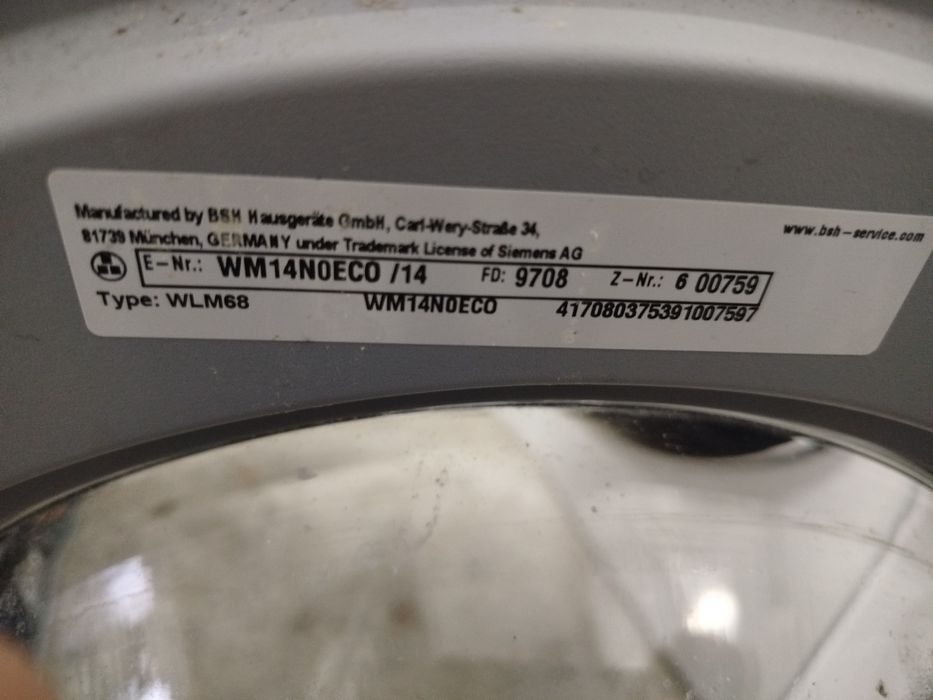 Manufactured by BSH Hausgeräte GmbH, Carl-Wery-Straße 34,
81739 München, GERMANY under Trademark License of Siemens AG
www.bsh-service.com
E-Nr.: WM14N0ECO /14 FD: 9708 Z-Nr.: 6 00759
Type: WLM68 WM14N0ECO 417080375391007597